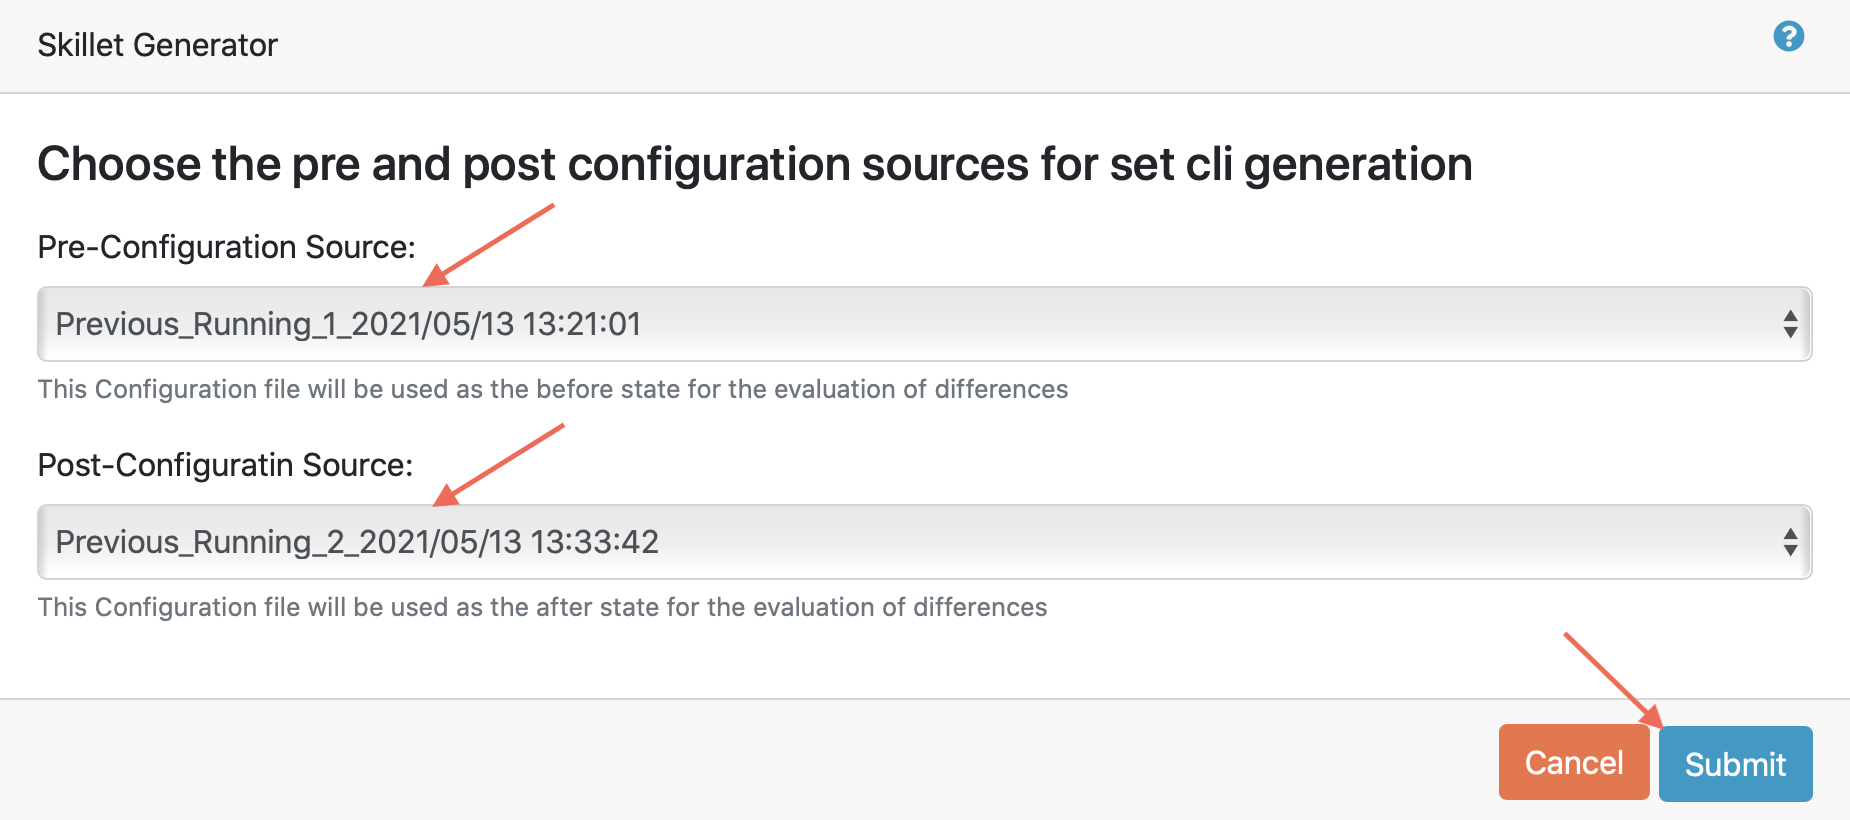 Skillet Generator
?
Choose the pre and post configuration sources for set cli generation
Pre-Configuration Source:
Previous_Running_1_2021/05/13 13:21:01
This Configuration file will be used as the before state for the evaluation of differences
Post-Configuratin Source:
Previous_Running_2_2021/05/13 13:33:42
This Configuration file will be used as the after state for the evaluation of differences
Cancel
Submit